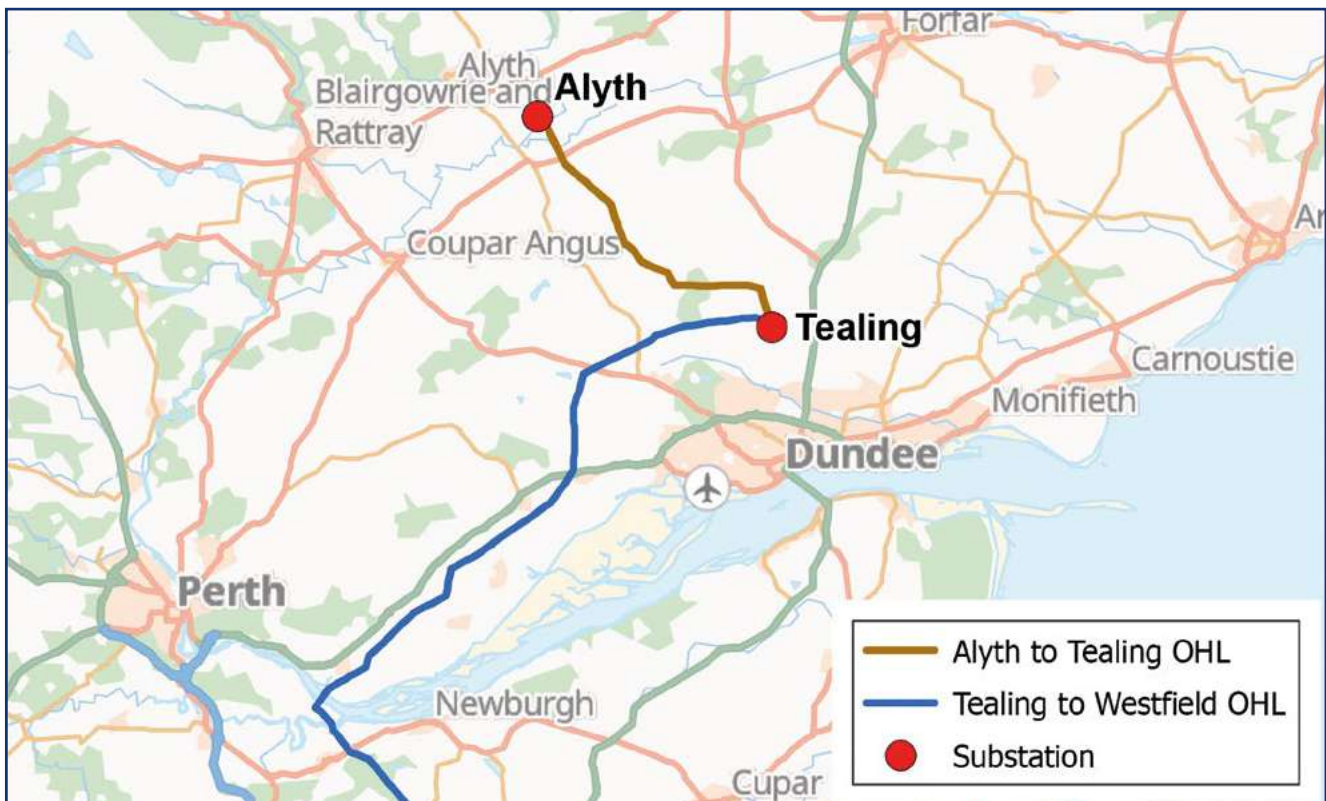 Forfar
Alyth
Alyth
Blairgowrie and
Rattray
Coupar Angus
Tealing
Carnoustie
Monifieth
Dundee
Perth
Newburgh
Cupar
Alyth to Tealing OHL
Tealing to Westfield OHL
Substation